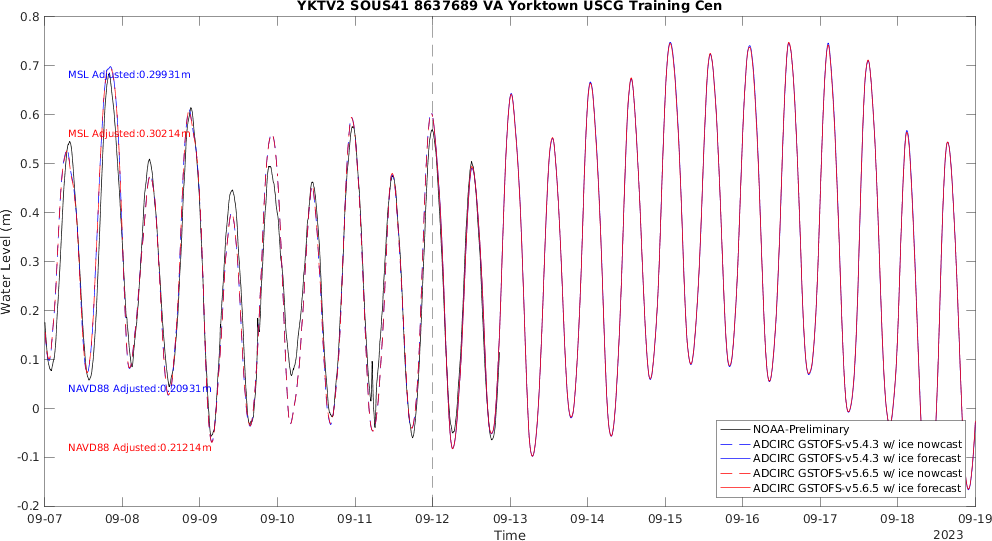 YKTV2 SOUS41 8637689 VA Yorktown USCG Training Cen
0.8
0.7
0.6
0.5
0.4
0.3
0.2
0.1
0
-0.1
-0.2
Water Level (m)
MSL Adjusted:0.29931m
MSL Adjusted:0.30214m
NAVD88 Adjusted:0.20931m
NAVD88 Adjusted:0.21214m
NOAA-Preliminary
ADCIRC GSTOFS-v5.4.3 w/ ice nowcast
ADCIRC GSTOFS-v5.4.3 w/ ice forecast
ADCIRC GSTOFS-v5.6.5 w/ ice nowcast
ADCIRC GSTOFS-v5.6.5 w/ ice forecast
09-07 09-08 09-09 09-10 09-11 09-12 09-13 09-14 09-15 09-16 09-17 09-18 09-19
Time
2023